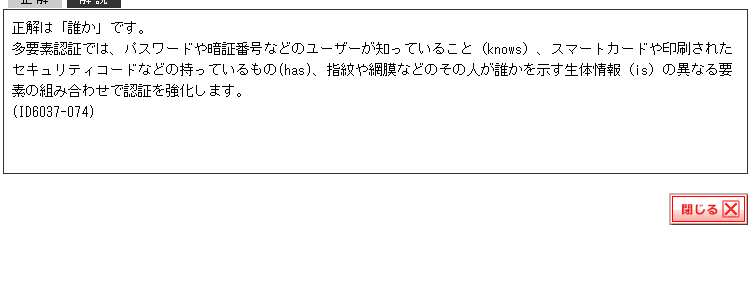 正解 解説
正解は「誰か」です。
多要素認証では、パスワードや暗証番号などのユーザーが知っていること（knows）、スマートカードや印刷された
セキュリティコードなどの持っているもの(has)、指紋や網膜などのその人が誰かを示す生体情報（is）の異なる要
素の組み合わせで認証を強化します。
(ID6037-074)
閉じる